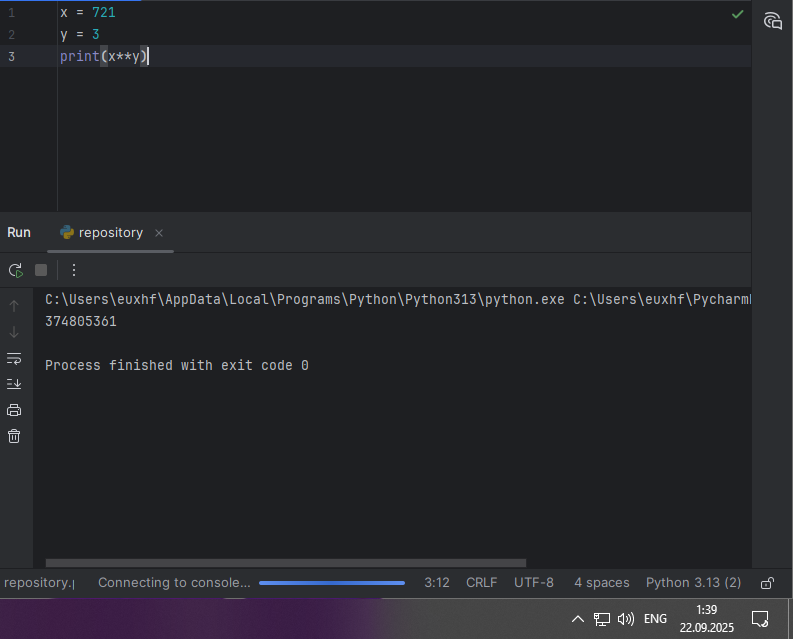 1 x = 721
2 y = 3
3 print(x**y)
Run repository
C:\Users\euxhf\AppData\Local\Programs\Python\Python313\python.exe C:\Users\euxhf\Pycharm
374805361
Process finished with exit code 0
repository.p Connecting to console... 3:12 CRLF UTF-8 4 spaces Python 3.13 (2)
ENG 1:39
22.09.2025